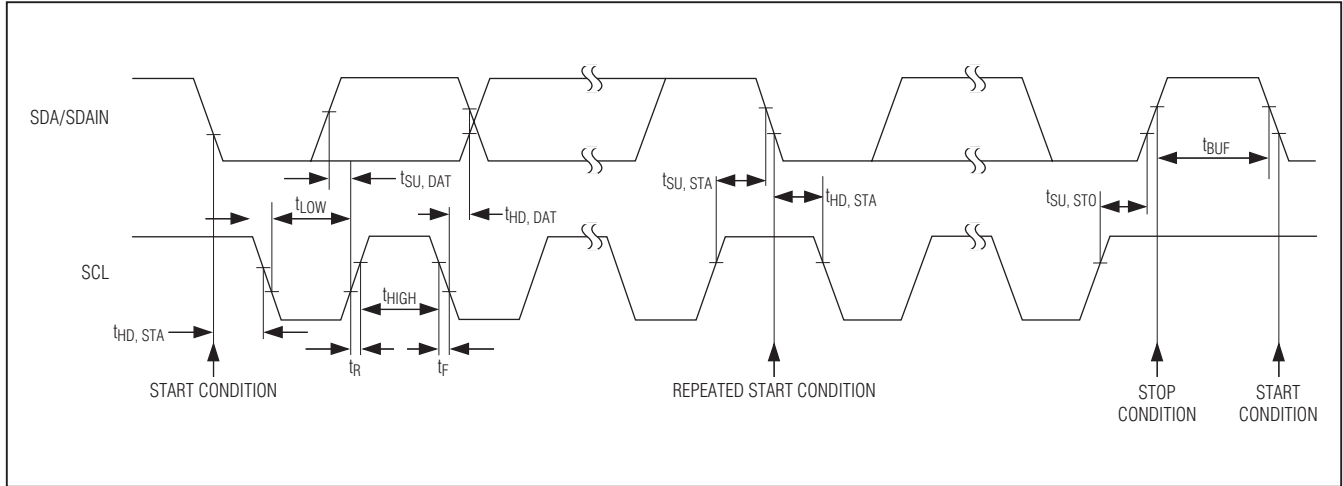 SDA/SDAIN
tBUF
tSU, DAT
tSU, STA
tLOW
tHD, STA
tSU, STO
tHD, DAT
SCL
tHIGH
tHD, STA
tR
tF
START CONDITION
REPEATED START CONDITION
STOP
CONDITION
START
CONDITION